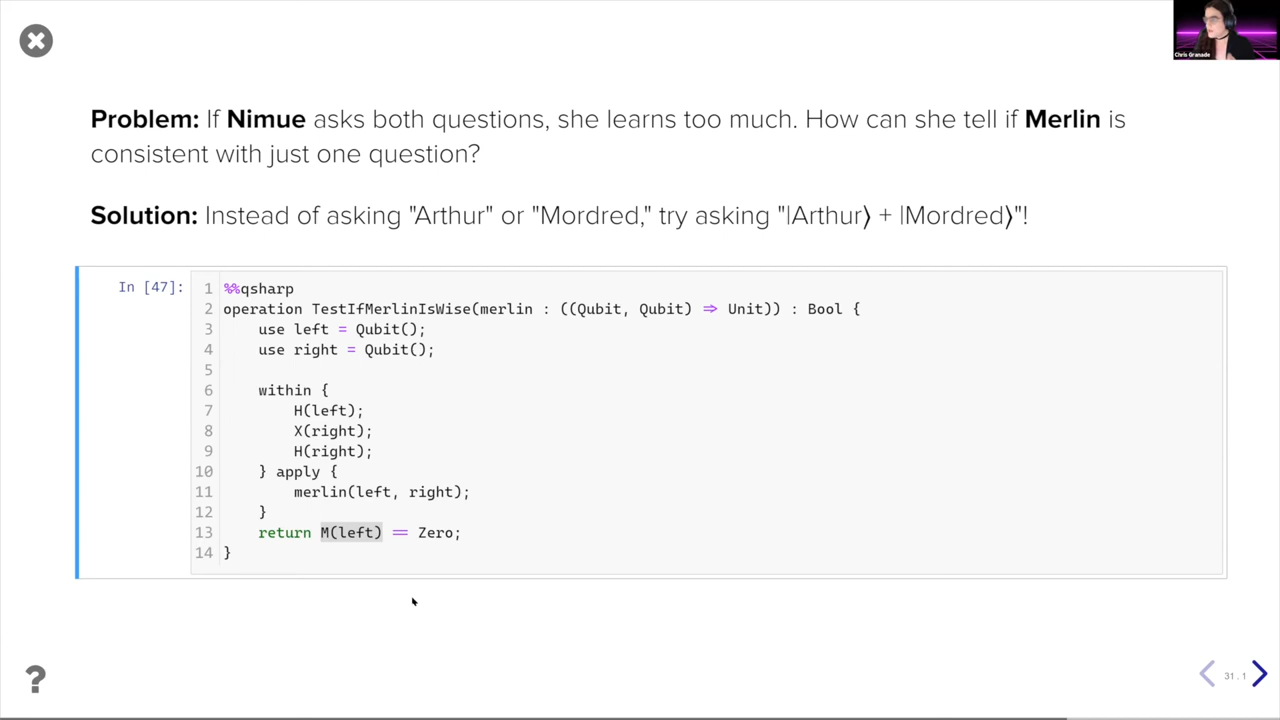 Chris Granade
Problem: If Nimue asks both questions, she learns too much. How can she tell if Merlin is
consistent with just one question?
Solution: Instead of asking "Arthur" or "Mordred," try asking "|Arthur⟩ + |Mordred⟩"!
In [47]:
1 %%qsharp
2 operation TestIfMerlinIsWise(merlin : ((Qubit, Qubit) => Unit)) : Bool {
3     use left = Qubit();
4     use right = Qubit();
5
6     within {
7         H(left);
8         X(right);
9         H(right);
10     } apply {
11         merlin(left, right);
12     }
13     return M(left) == Zero;
14 }
?
31 . 1